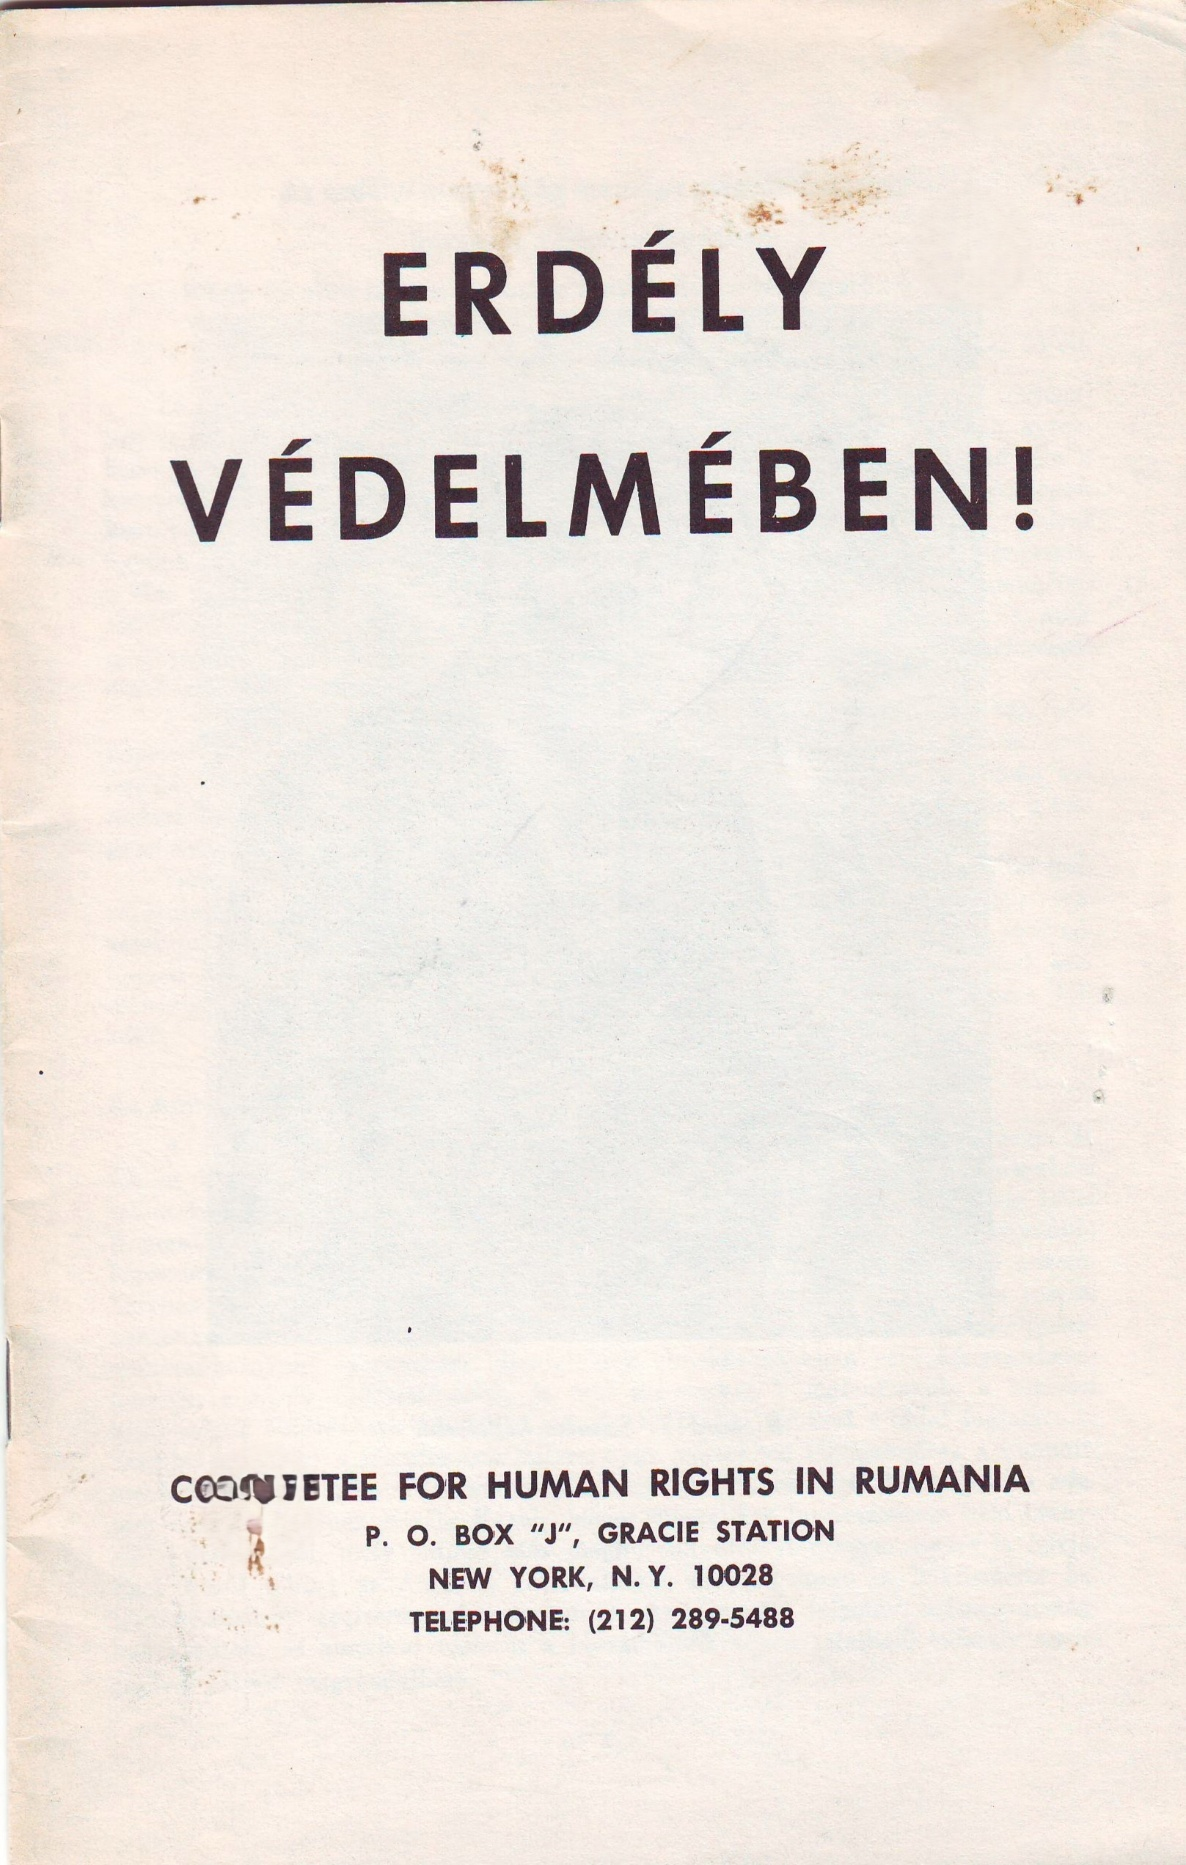 ERDÉLY
VÉDELMÉBEN!
FOR HUMAN RIGHTS IN RUMANIA
P. O. BOX "J", GRACIE STATION
NEW YORK, N. Y. 10028
TELEPHONE: (212) 289-5488